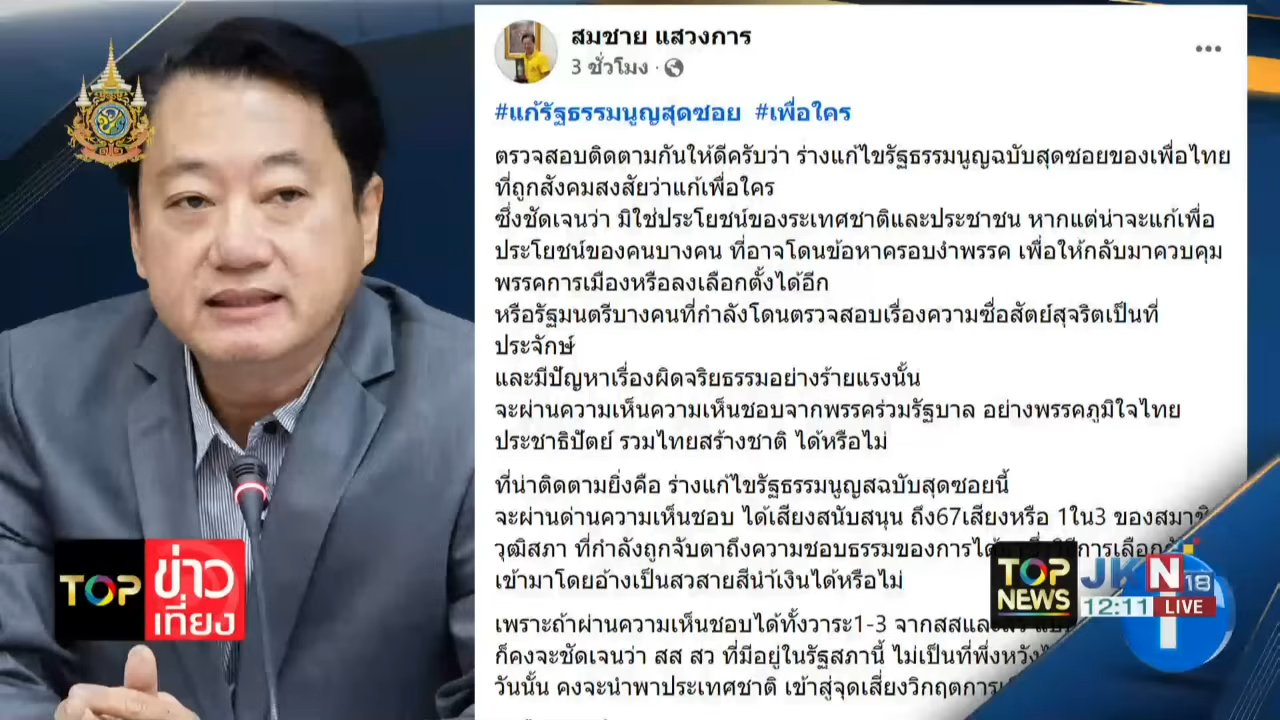 สมชาย แสวงการ
3 ชั่วโมง ·
#แก้รัฐธรรมนูญสุดซอย #เพื่อใคร
ตรวจสอบติดตามกันให้ดีครับว่า ร่างแก้ไขรัฐธรรมนูญฉบับสุดซอยของเพื่อไทย
ที่ถูกสังคมสงสัยว่าแก้เพื่อใคร
ซึ่งชัดเจนว่า มิใช่ประโยชน์ของระเทศชาติและประชาชน หากแต่น่าจะแก้เพื่อ
ประโยชน์ของคนบางคน ที่อาจโดนข้อหาครอบงำพรรค เพื่อให้กลับมาควบคุม
พรรคการเมืองหรือลงเลือกตั้งได้อีก
หรือรัฐมนตรีบางคนที่กำลังโดนตรวจสอบเรื่องความซื่อสัตย์สุจริตเป็นที่
ประจักษ์
และมีปัญหาเรื่องผิดจริยธรรมอย่างร้ายแรงนั้น
จะผ่านความเห็นความเห็นชอบจากพรรคร่วมรัฐบาล อย่างพรรคภูมิใจไทย
ประชาธิปัตย์ รวมไทยสร้างชาติ ได้หรือไม่
ที่น่าติดตามยิ่งคือ ร่างแก้ไขรัฐธรรมนูญสฉบับสุดซอยนี้
จะผ่านด่านความเห็นชอบ ได้เสียงสนับสนุน ถึง67เสียงหรือ 1ใน3 ของ
วุฒิสภา ที่กำลังถูกจับตาถึงความชอบธรรมของการ
เข้ามาโดยอ้างเป็นสวสายสีน้ำเงินได้หรือไม่
เพราะถ้าผ่านความเห็นชอบได้ทั้งวาระ1-3 จากสสและ
ก็คงจะชัดเจนว่า สส สว ที่มีอยู่ในรัฐสภานี้ ไม่เป็นที่พึ่ง
วันนั้น คงจะนำพาประเทศชาติ เข้าสู่จุดเสี่ยงวิกฤต
TOP ข่าว
เที่ยง
TOP
NEWS
JKN 18
12:11 LIVE